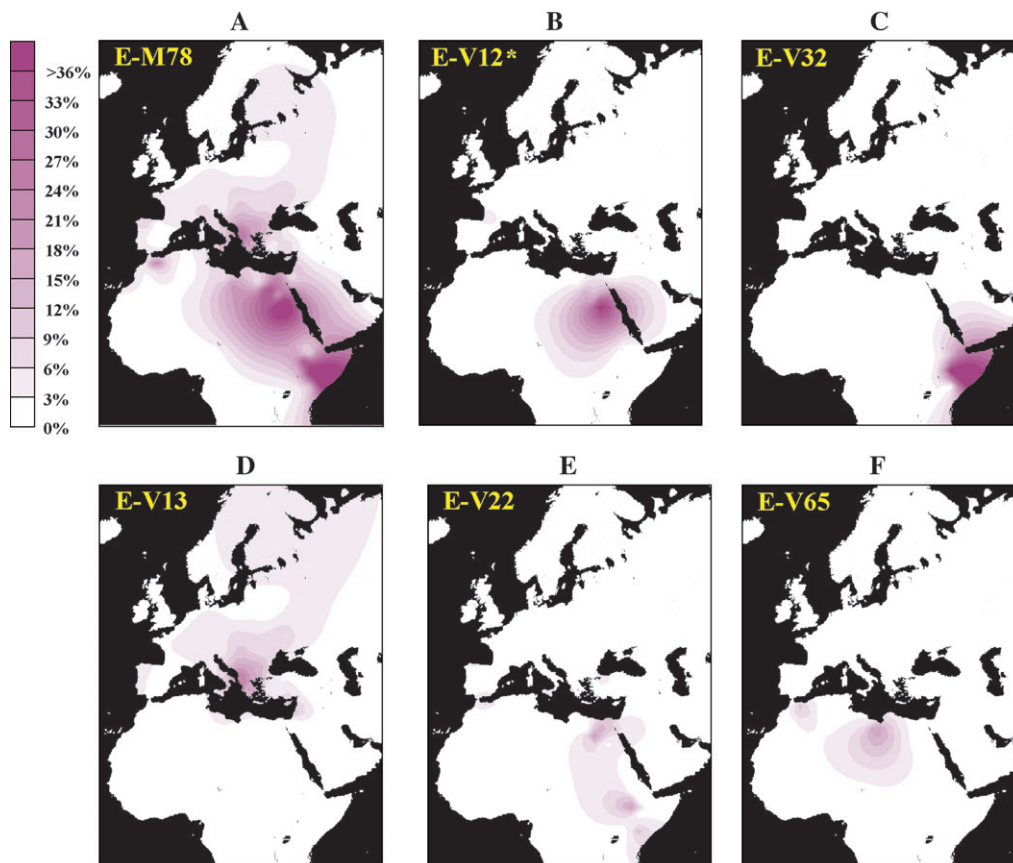 A
B
C
E-M78
E-V12*
E-V32
>36%
33%
30%
27%
24%
21%
18%
15%
12%
9%
6%
3%
0%
D
E
F
E-V13
E-V22
E-V65